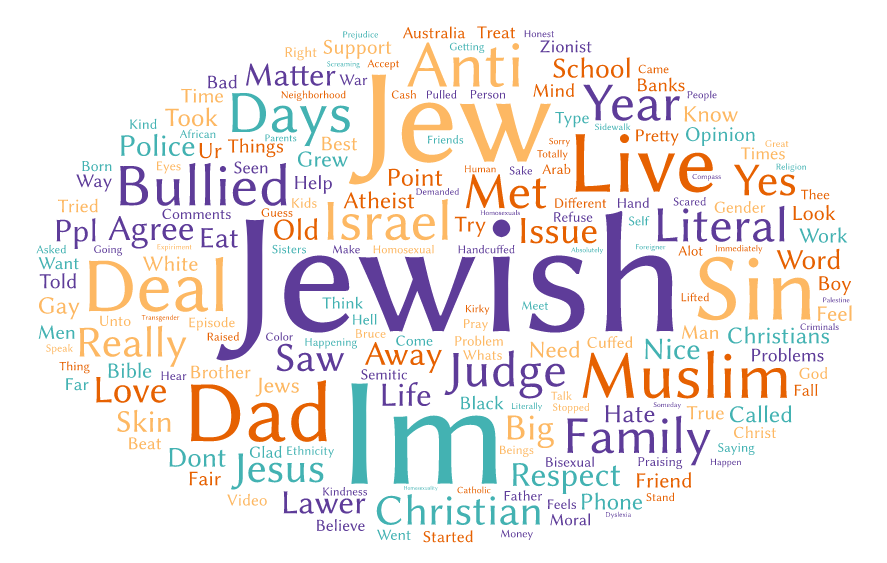 Prejudice Australia Treat Getting Honest
Right Support Anti Zionist
Screaming Accept School Came
Bad Matter War Jew Mind Banks
Neighborhood Cash Pulled Person Year People
Time Days Friends Type Know
Took Sidewalk
Kind African Best Sorry Pretty Opinion
Police Ur Things Parents Totally Live Great
Born Seen Grew Point Human Sake Arab Times Religion
Way Bullied Help Demanded Met Compass Yes
Eyes Kids Atheist Different Hand Scared Gender Thee
Tried Comments Guess Homosexuals Refuse Self Look
Ppl Agree Eat Old Israel Try Issue Literal Work
Asked Going Expiriment Sisters Make Homosexual Handcuffed Absolutely Foreigner Alot Immediately
Want White Jewish Word
Told Deal Lifted Sin Boy
Gay Unto Transgender Episode Think Kirky Meet Man Feel Palestine
Men Raised Color Hell Bruce Pray Christians Criminals
Speak Really Happening Come Problem Need Cuffed Nice Problems
Thing Bible Hear Brother Saw Away Whats God
Far Semitic Judge Muslim Fall
Love Jews Life Talk Literally Someday
Skin Dad Im Black Stopped Hate True Called
Beat Big Family Christ
Dont Glad Ethnicity Beings Saying
Fair Jesus Bisexual Praising Happen
Homosexuality Catholic Respect Friend
Video Lawer Kindness Father Feels Phone Stand
Believe Christian Moral Dyslexia
Went Started Money